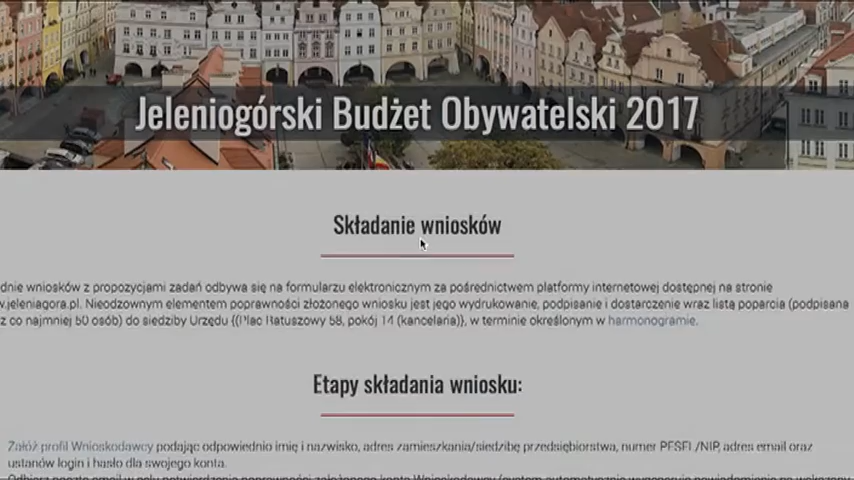 Jeleniogórski Budżet Obywatelski 2017
Składanie wniosków
dnie wniosków z propozycjami zadań odbywa się na formularzu elektronicznym za pośrednictwem platformy internetowej dostępnej na stronie
v.jeleniagora.pl. Nieodzownym elementem poprawności złożonego wniosku jest jego wydrukowanie, podpisanie i dostarczenie wraz listą poparcia (podpisana
z co najmniej 50 osób) do siedziby Urzędu {(Plac Ratuszowy 58, pokój 14 (kancelaria)}, w terminie określonym w harmonogramie.
Etapy składania wniosku:
Załóż profil Wnioskodawcy podając odpowiednio imię i nazwisko, adres zamieszkania/siedzibę przedsiębiorstwa, numer PESEL/NIP, adres email oraz
ustanów login i hasło dla swojego konta.